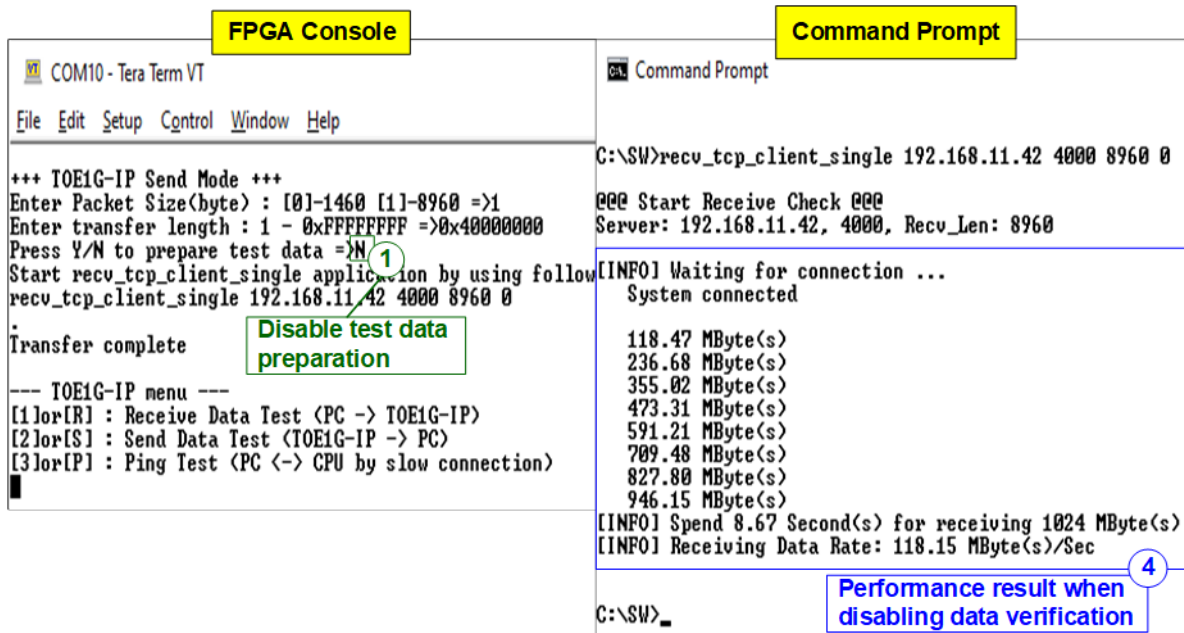 FPGA Console
COM10 - Tera Term VT
File Edit Setup Control Window Help
+++ TOE1G-IP Send Mode +++
Enter Packet Size(byte) : [0]-1460 [1]-8960 =>1
Enter transfer length : 1 - 0xFFFFFFFF =>0x40000000
Press Y/N to prepare test data =>N
1
Start recv_tcp_client_single application by using follow
recv_tcp_client_single 192.168.11.42 4000 8960 0
.
Transfer complete
Disable test data
preparation
--- TOE1G-IP menu ---
[1]or[R] : Receive Data Test (PC -> TOE1G-IP)
[2]or[S] : Send Data Test (TOE1G-IP -> PC)
[3]or[P] : Ping Test (PC <-> CPU by slow connection)
Command Prompt
Command Prompt
C:\SW>recv_tcp_client_single 192.168.11.42 4000 8960 0
@@@ Start Receive Check @@@
Server: 192.168.11.42, 4000, Recv_Len: 8960
[INFO] Waiting for connection ...
System connected
118.47 MByte(s)
236.68 MByte(s)
355.02 MByte(s)
473.31 MByte(s)
591.21 MByte(s)
709.48 MByte(s)
827.80 MByte(s)
946.15 MByte(s)
[INFO] Spend 8.67 Second(s) for receiving 1024 MByte(s)
[INFO] Receiving Data Rate: 118.15 MByte(s)/Sec
4
Performance result when
disabling data verification
C:\SW>_